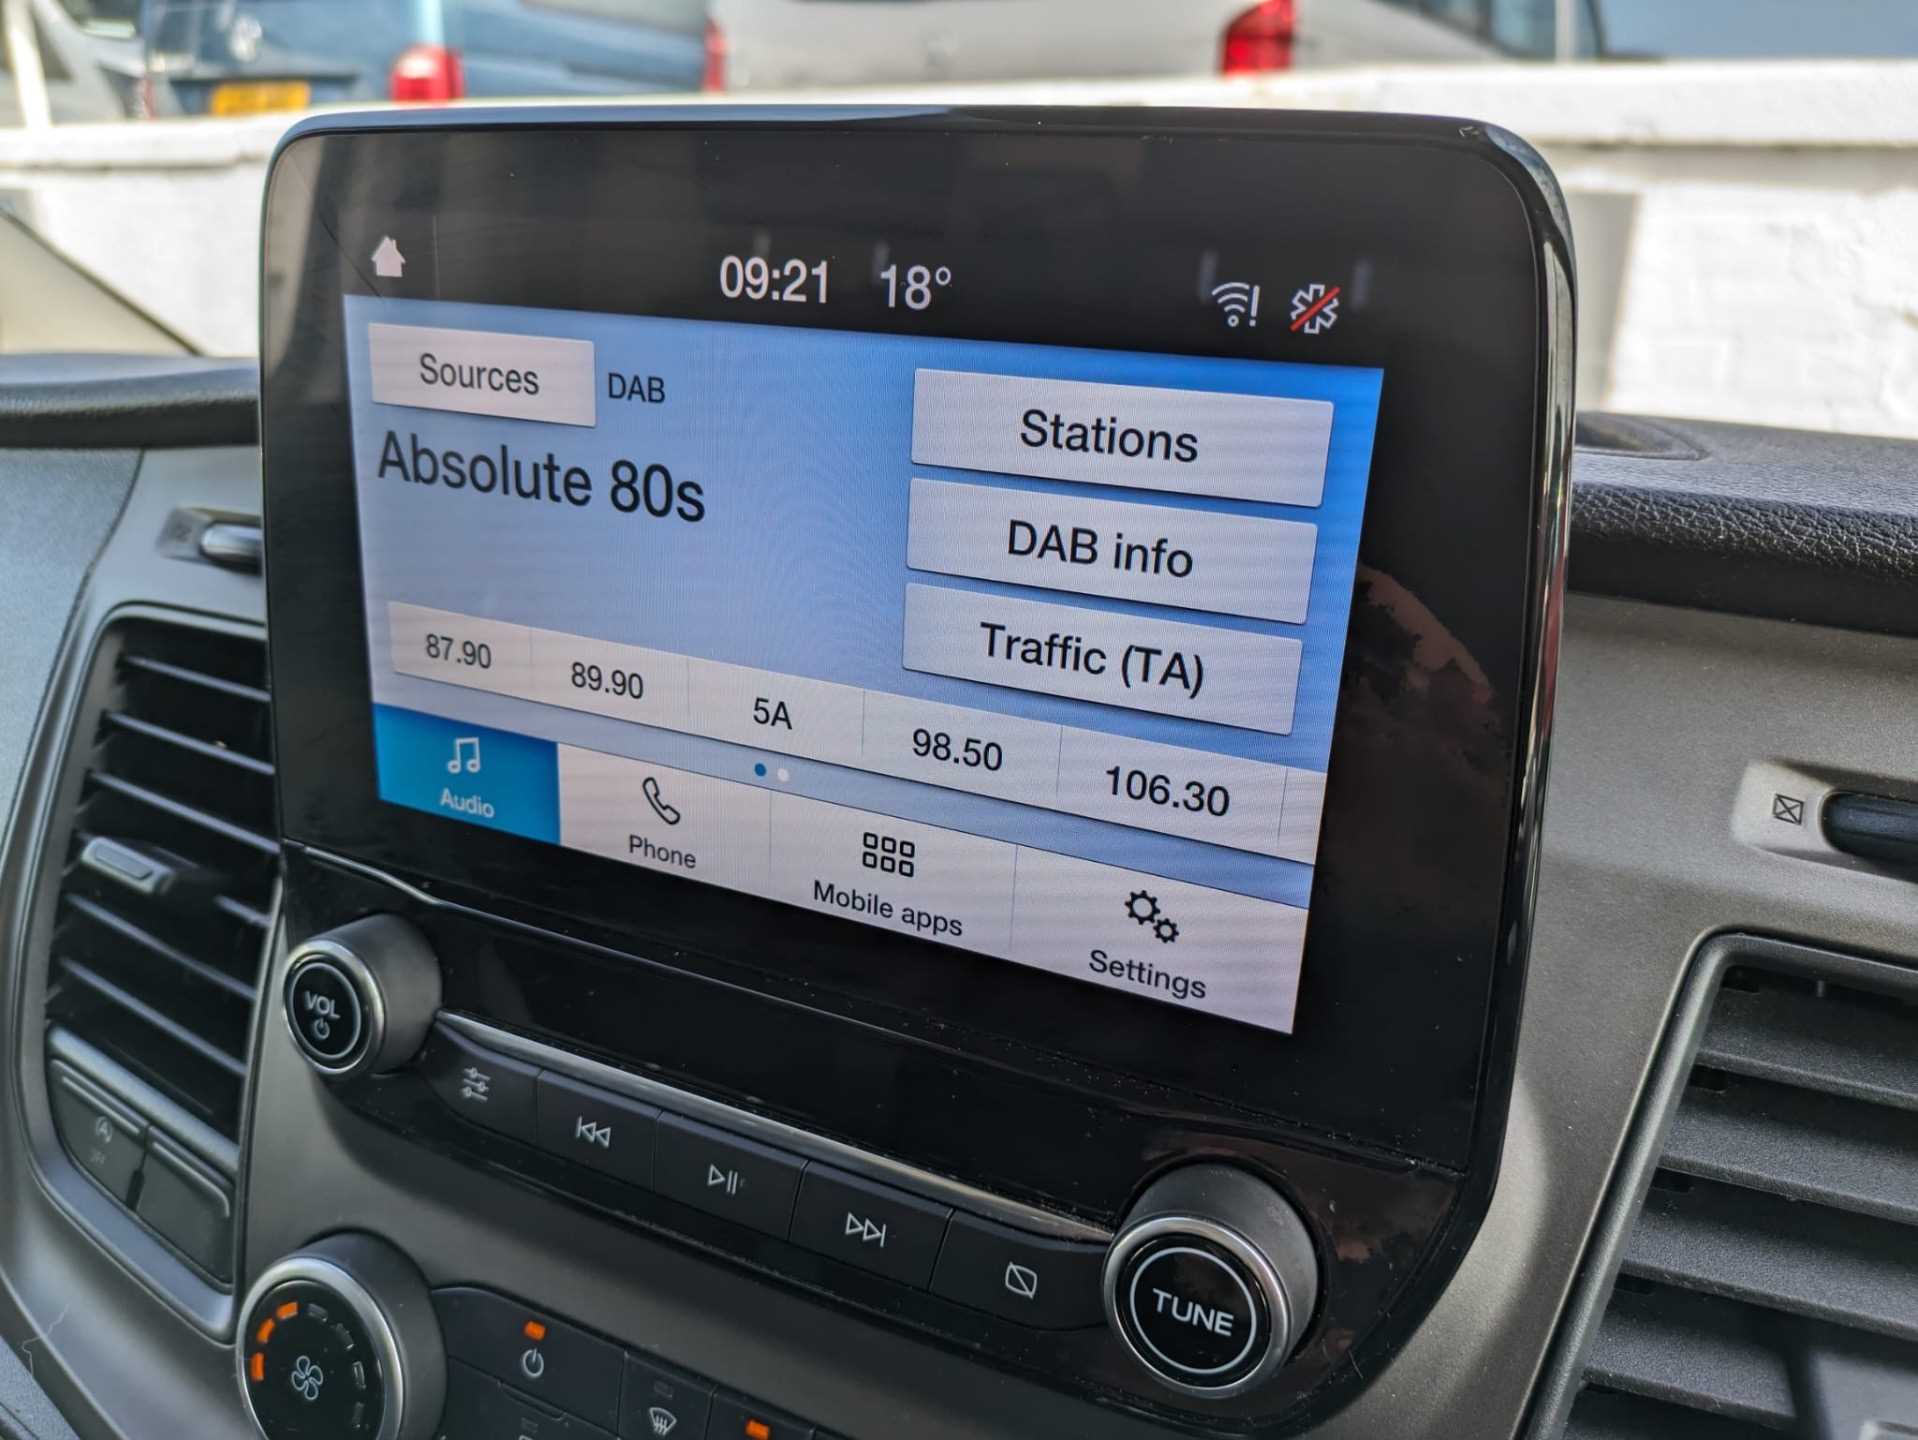 09:21 18°
Sources DAB
Absolute 80s
Stations
DAB info
Traffic (TA)
87.90 89.90 5A 98.50 106.30
Audio Phone Mobile apps Settings
VOL
TUNE